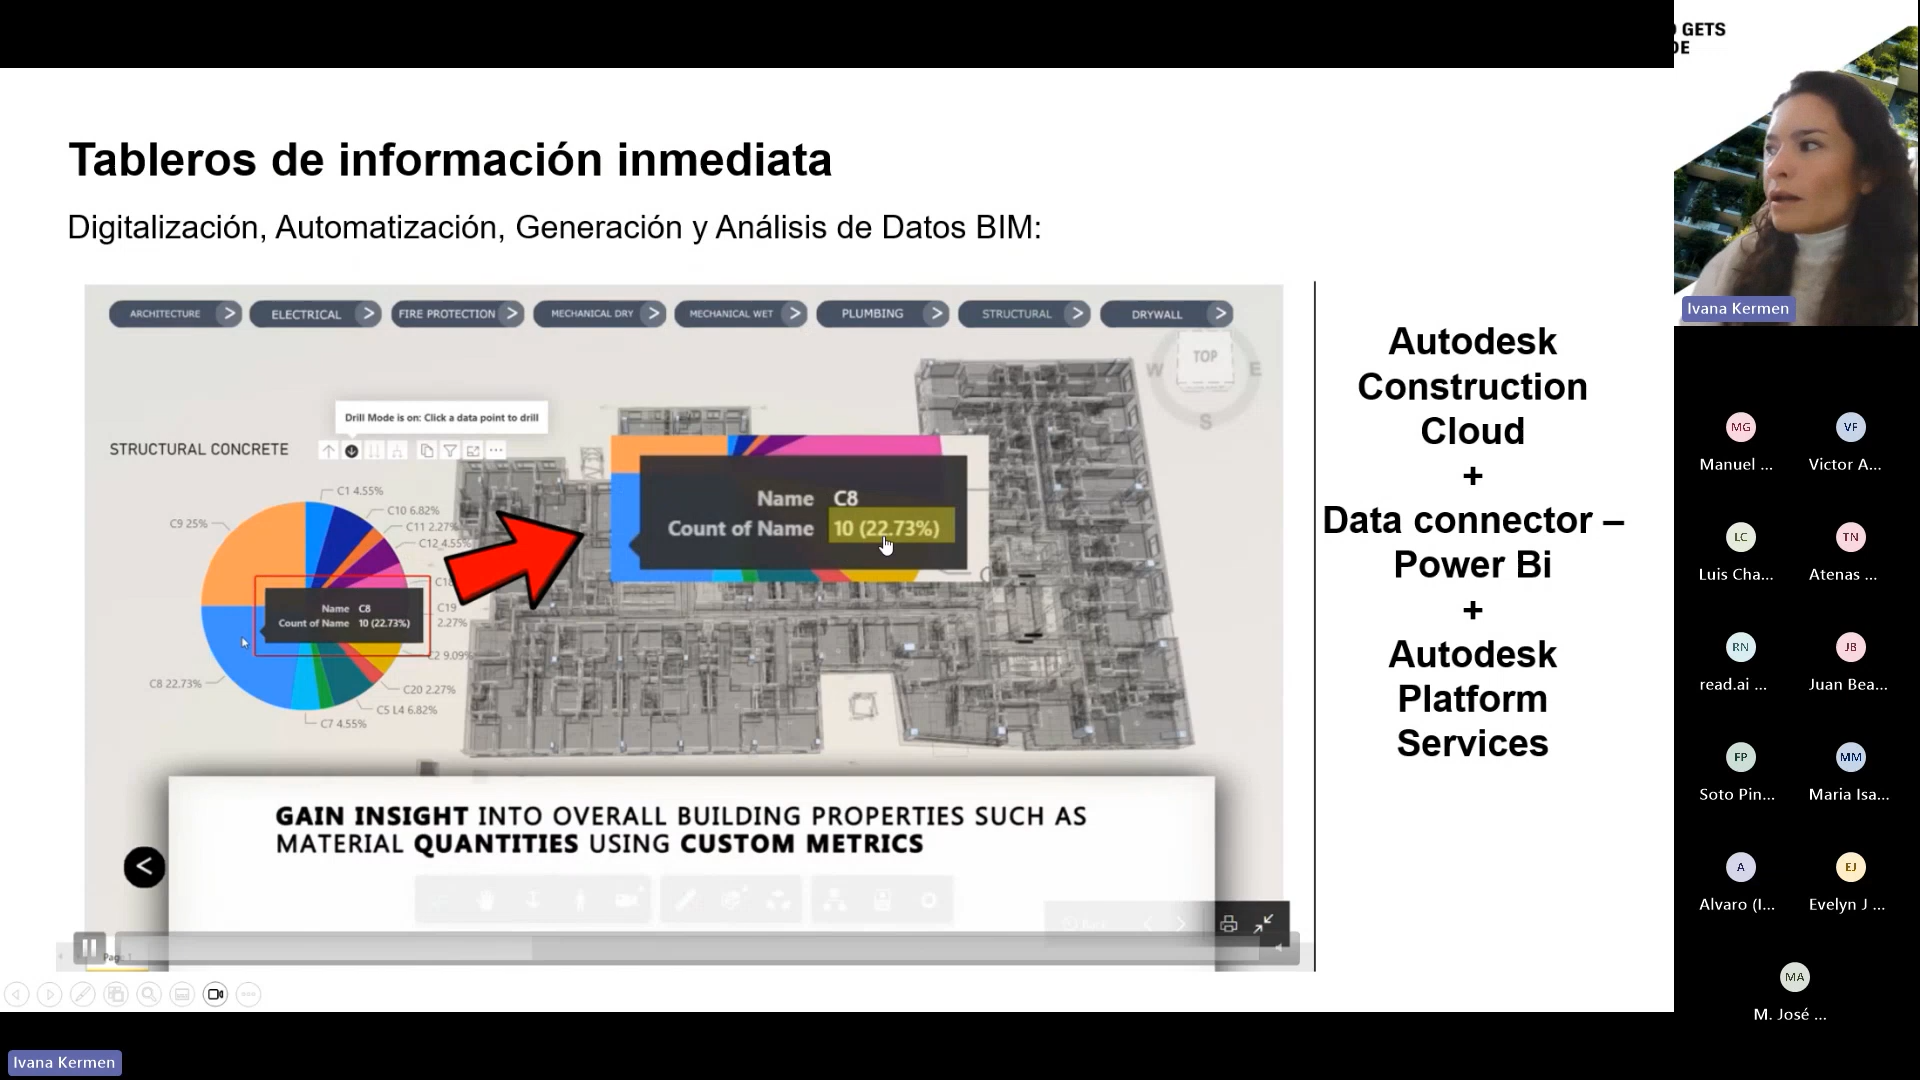 GETS
DE
Tableros de información inmediata
Digitalización, Automatización, Generación y Análisis de Datos BIM:
ARCHITECTURE >
ELECTRICAL >
FIRE PROTECTION >
MECHANICAL DRY >
MECHANICAL WET >
PLUMBING >
STRUCTURAL >
DRYWALL >
TOP
W
E
S
Drill Mode is on: Click a data point to drill
STRUCTURAL CONCRETE
C1 4.55%
C10 6.82%
C11 2.27%
C12 4.55%
C9 25%
C19
2.27%
C2 9.09%
C20 2.27%
C5 L4 6.82%
C7 4.55%
C8 22.73%
Name C8
Count of Name 10 (22.73%)
Name C8
Count of Name 10 (22.73%)
GAIN INSIGHT INTO OVERALL BUILDING PROPERTIES SUCH AS
MATERIAL QUANTITIES USING CUSTOM METRICS
<
Page 1
Autodesk
Construction
Cloud
+
Data connector –
Power Bi
+
Autodesk
Platform
Services
Ivana Kermen
MG
Manuel ...
VF
Victor A...
LC
Luis Cha...
TN
Atenas ...
RN
read.ai ...
JB
Juan Bea...
FP
Soto Pin...
MM
Maria Isa...
A
Alvaro (I...
EJ
Evelyn J ...
MA
M. José ...
Ivana Kermen